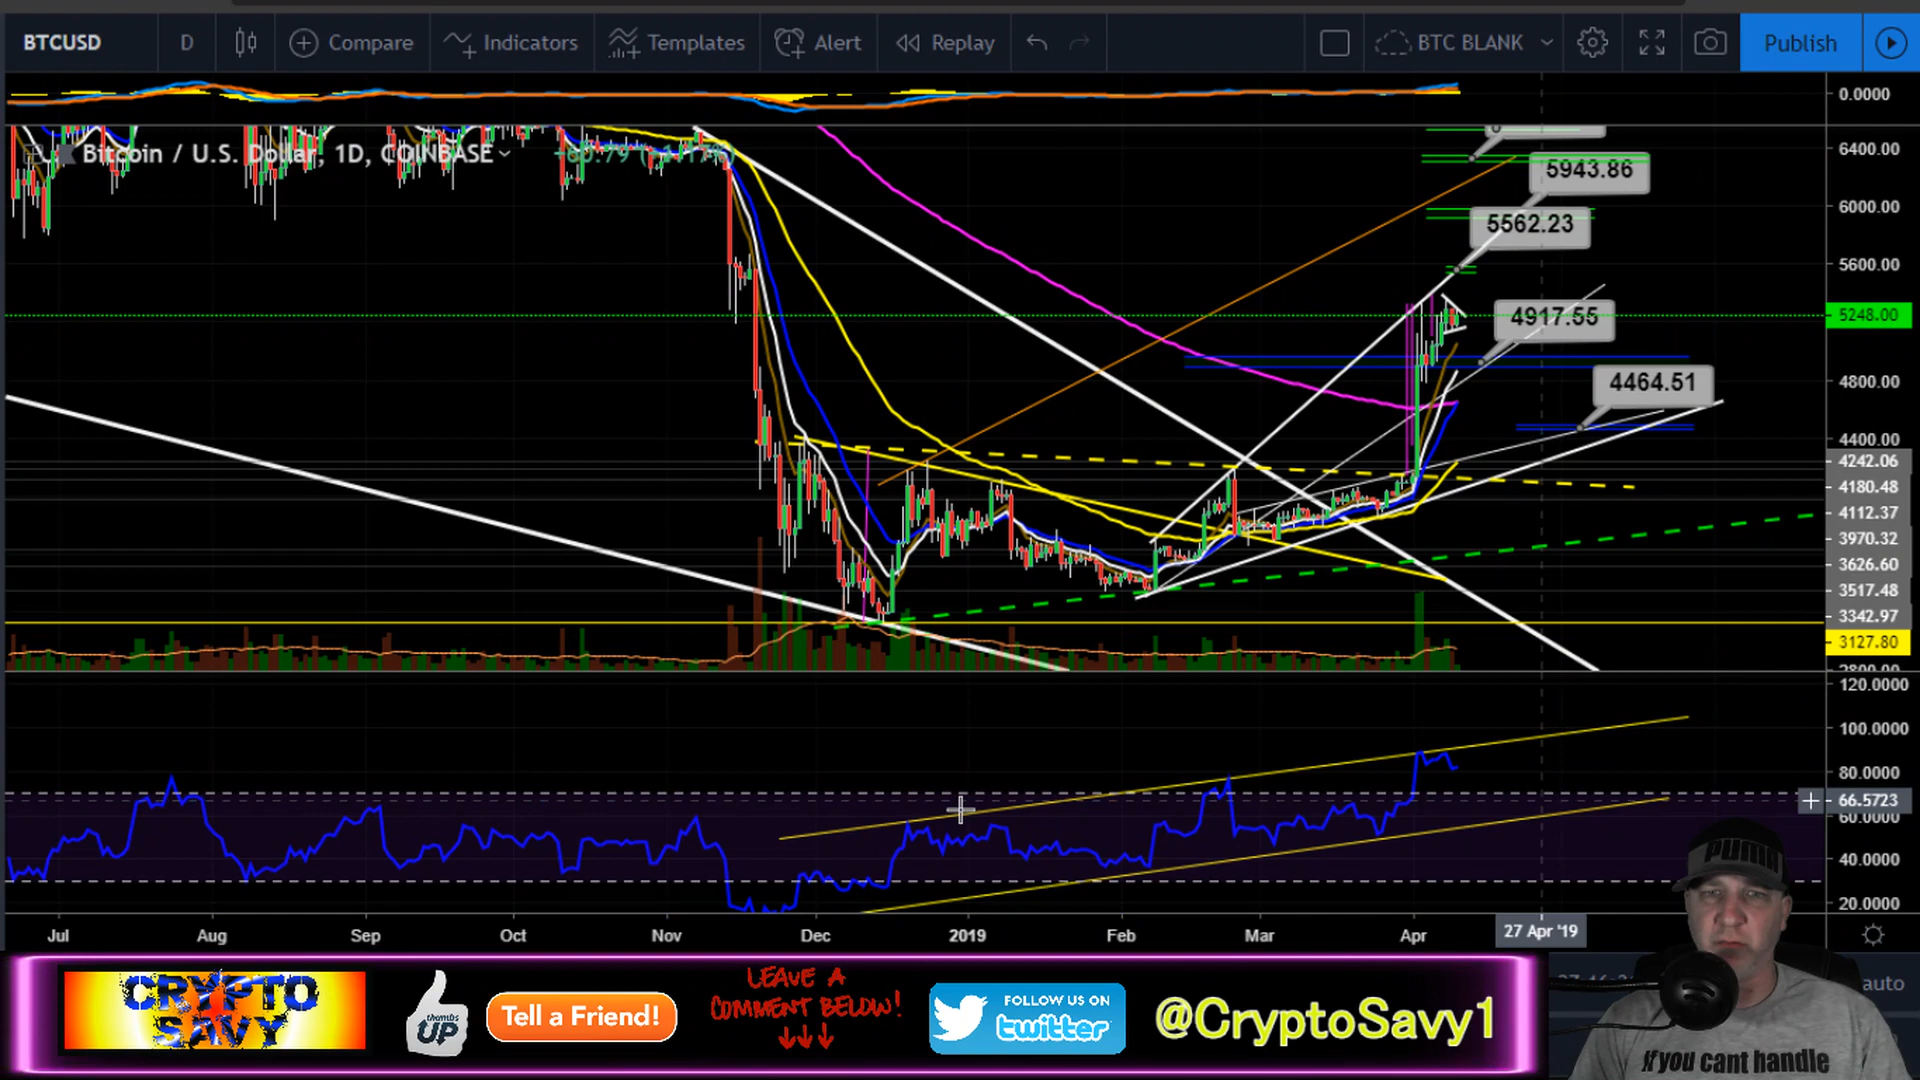 BTCUSD D Compare Indicators Templates Alert Replay BTC BLANK Publish
0.0000
Bitcoin / U.S. Dollar, 1D, COINBASE
6400.00
5943.86
6000.00
5562.23
5600.00
4917.55
5248.00
4464.51
4800.00
4400.00
4242.06
4180.48
4112.37
3970.32
3626.60
3517.48
3342.97
3127.80
120.0000
100.0000
80.0000
66.5723
60.0000
40.0000
20.0000
Jul Aug Sep Oct Nov Dec 2019 Feb Mar Apr 27 Apr '19
PUMA
auto
CRYPTO
SAVY
thumbs
UP
Tell a Friend!
LEAVE A
COMMENT BELOW!
FOLLOW US ON
twitter
@CryptoSavy1
If you cant handle